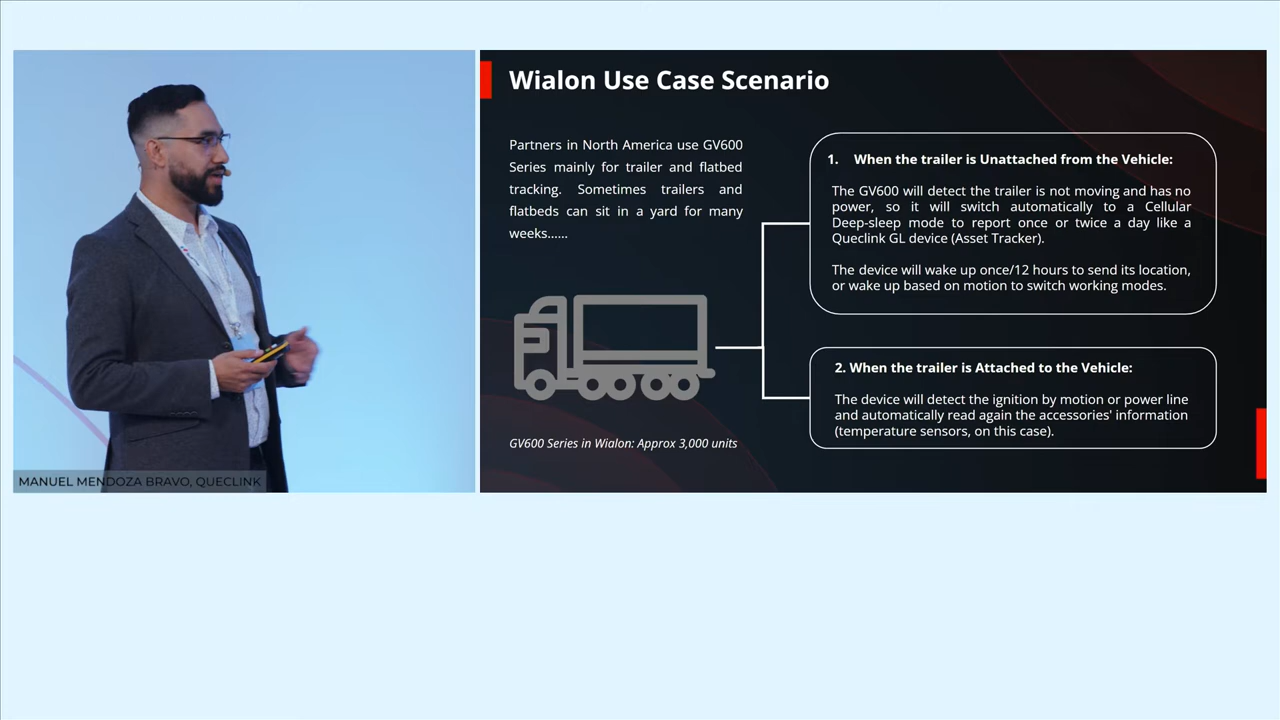 Wialon Use Case Scenario
Partners in North America use GV600
Series mainly for trailer and flatbed
tracking. Sometimes trailers and
flatbeds can sit in a yard for many
weeks......
1. When the trailer is Unattached from the Vehicle:
The GV600 will detect the trailer is not moving and has no
power, so it will switch automatically to a Cellular
Deep-sleep mode to report once or twice a day like a
Queclink GL device (Asset Tracker).
The device will wake up once/12 hours to send its location,
or wake up based on motion to switch working modes.
2. When the trailer is Attached to the Vehicle:
The device will detect the ignition by motion or power line
and automatically read again the accessories' information
(temperature sensors, on this case).
GV600 Series in Wialon: Approx 3,000 units
MANUEL MENDOZA BRAVO, QUECLINK